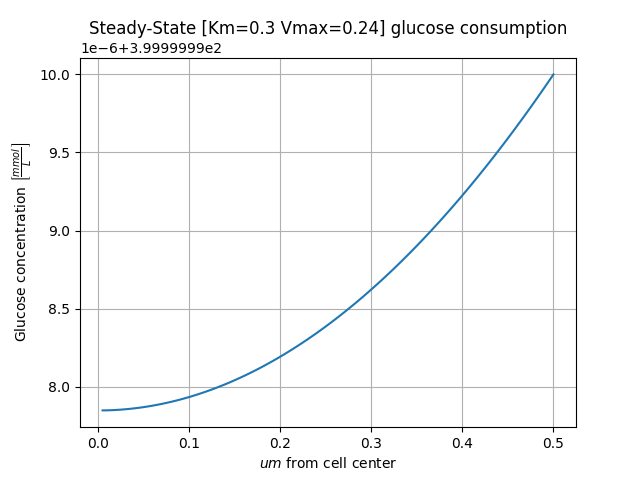 Steady-State [Km=0.3 Vmax=0.24] glucose consumption
1e-6+3.9999999e2
10.0
9.5
9.0
8.5
8.0
Glucose concentration [mmol/L]
0.0 0.1 0.2 0.3 0.4 0.5
um from cell center